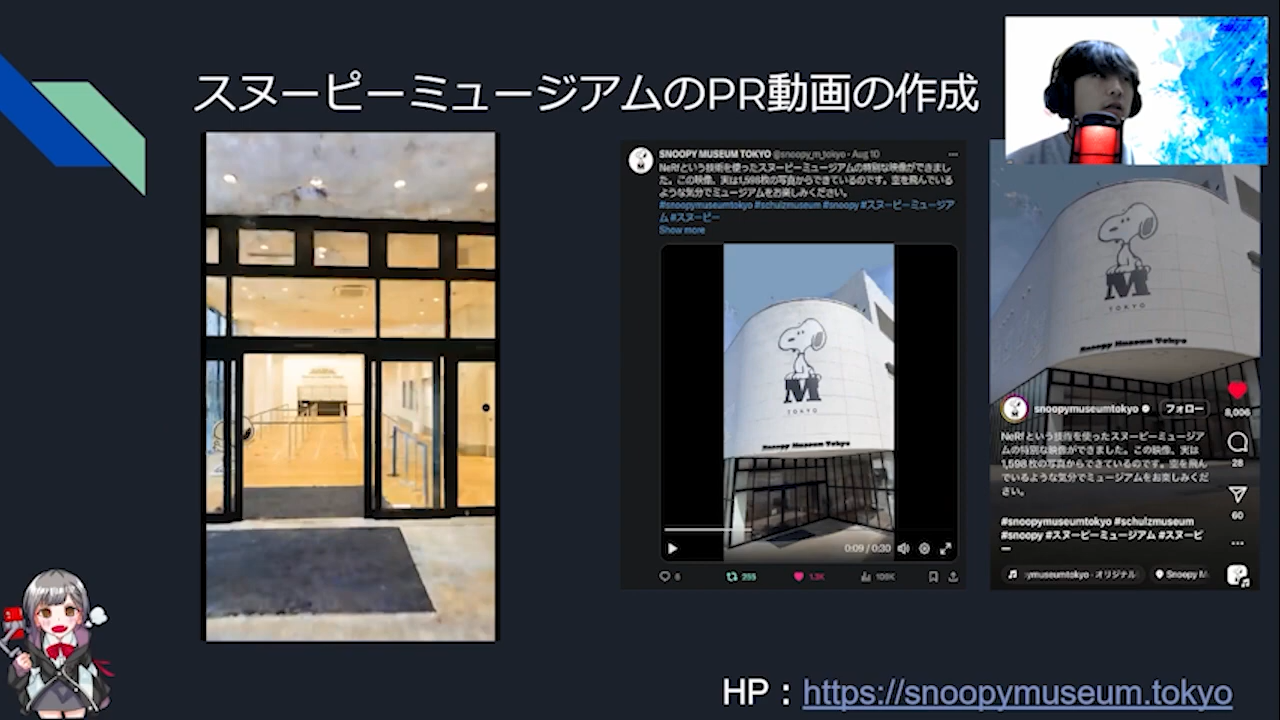 スヌーピーミュージアムのPR動画の作成
SNOOPY MUSEUM TOKYO @snoopy_m_tokyo · Aug 10
NeRfという技術を使ったスヌーピーミュージアムの特別な映像ができまし
た。この映像、実は1,598枚の写真からできているのです。空を飛んでいる
ような気分でミュージアムをお楽しみください。
#snoopymuseumtokyo #schulzmuseum #snoopy #スヌーピーミュージア
ム #スヌーピー
Show more
M
TOKYO
Snoopy Museum Tokyo
0:09 / 0:30
6
255
1.3K
106K
M
TOKYO
Snoopy Museum Tokyo
snoopymuseumtokyo
フォロー
8,006
NeRfという技術を使ったスヌーピーミュージア
ムの特別な映像ができました。この映像、実は
1,598枚の写真からできているのです。空を飛ん
でいるような気分でミュージアムをお楽しみくだ
さい。
28
60
#snoopymuseumtokyo #schulzmuseum
#snoopy #スヌーピーミュージアム #スヌーピ
ー
ymuseumtokyo · オリジナル
Snoopy M
HP：https://snoopymuseum.tokyo